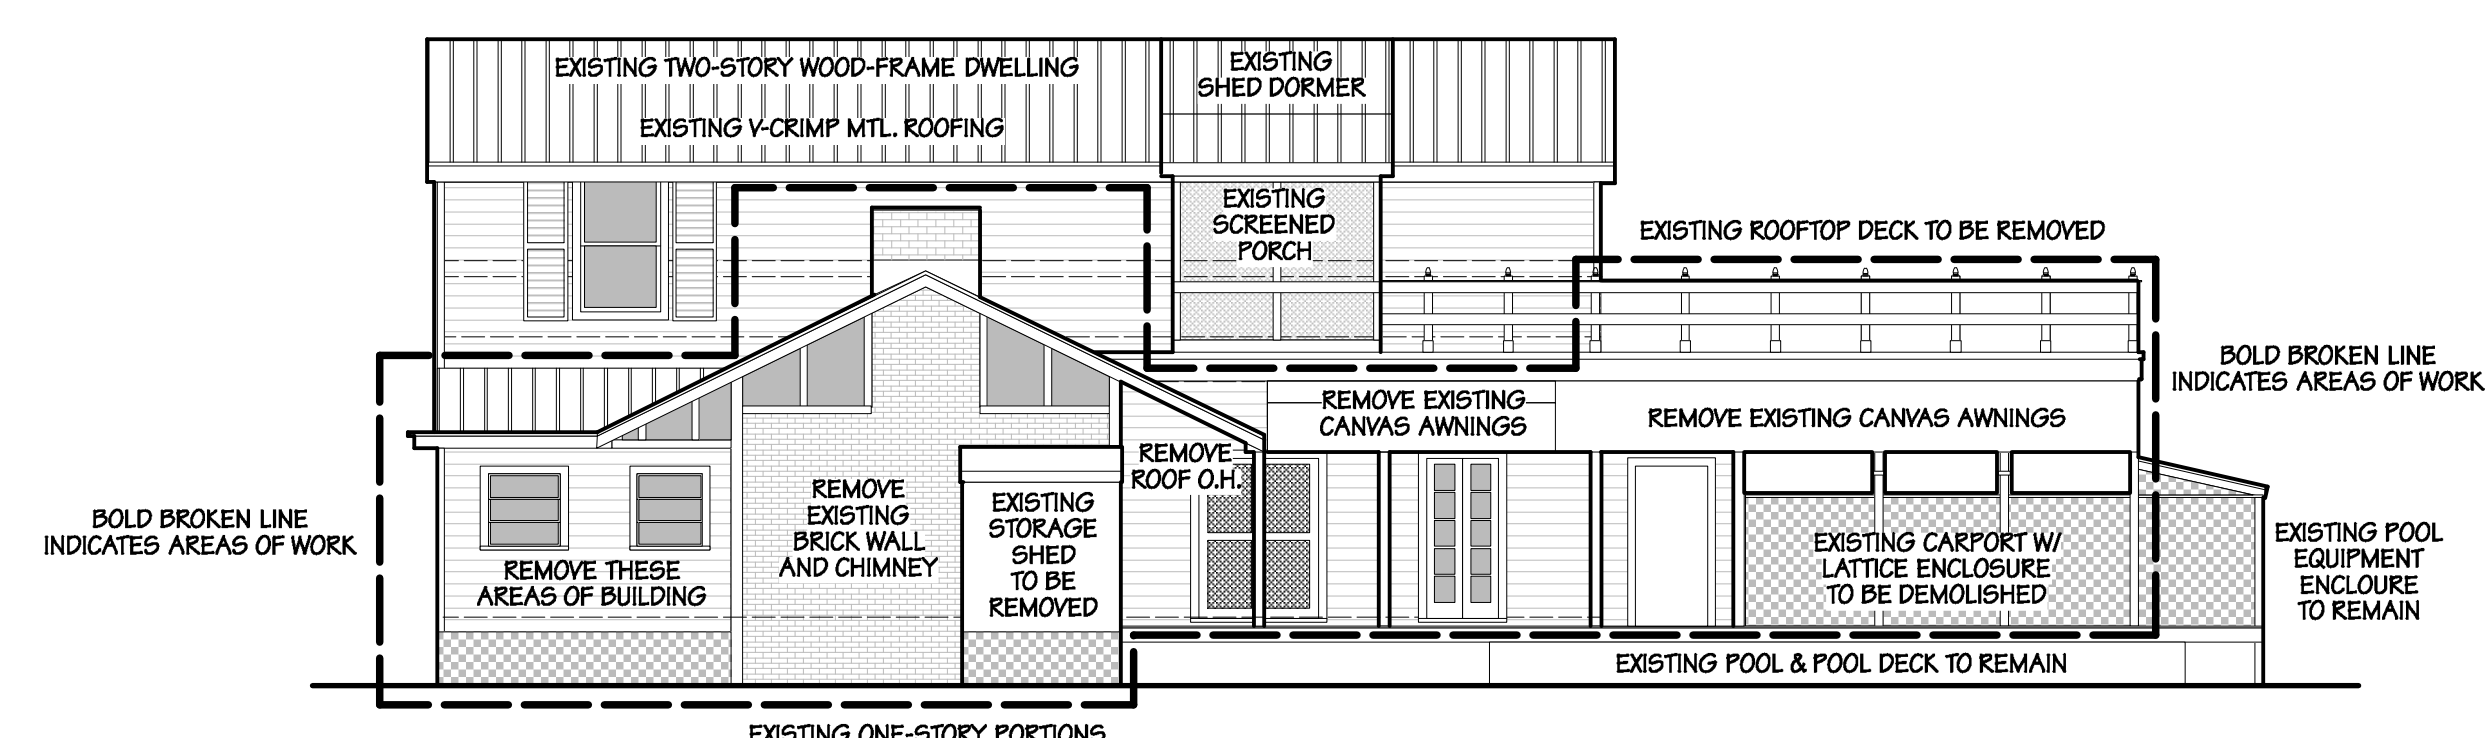 EXISTING TWO-STORY WOOD-FRAME DWELLING
EXISTING V-CRIMP MTL. ROOFING
EXISTING
SHED DORMER
EXISTING
SCREENED
PORCH
EXISTING ROOFTOP DECK TO BE REMOVED
BOLD BROKEN LINE
INDICATES AREAS OF WORK
REMOVE EXISTING
CANVAS AWNINGS
REMOVE EXISTING CANVAS AWNINGS
REMOVE
ROOF O.H.
BOLD BROKEN LINE
INDICATES AREAS OF WORK
REMOVE THESE
AREAS OF BUILDING
REMOVE
EXISTING
BRICK WALL
AND CHIMNEY
EXISTING
STORAGE
SHED
TO BE
REMOVED
EXISTING CARPORT W/
LATTICE ENCLOSURE
TO BE DEMOLISHED
EXISTING POOL
EQUIPMENT
ENCLOURE
TO REMAIN
EXISTING POOL & POOL DECK TO REMAIN
EXISTING ONE-STORY PORTIONS